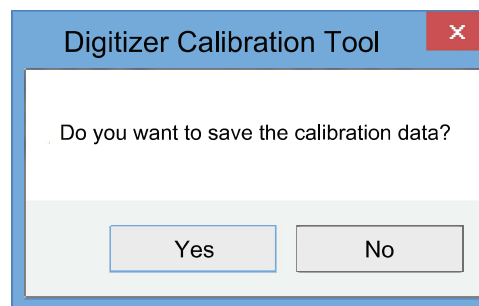 Digitizer Calibration Tool
Do you want to save the calibration data?
Yes
No